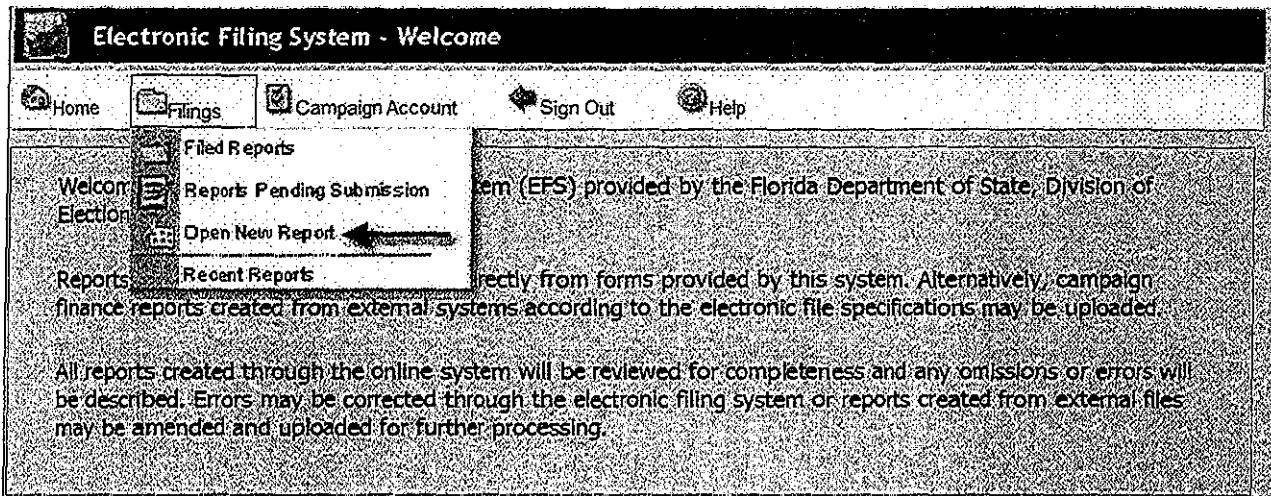 Electronic Filing System - Welcome
Home Filings Campaign Account Sign Out Help
Filed Reports
Reports Pending Submission
Open New Report
Recent Reports
Welcom em (EFS) provided by the Florida Department of State, Division of
Election
Reports rectly from forms provided by this system. Alternatively, campaign
finance reports created from external systems according to the electronic file specifications may be uploaded.
All reports created through the online system will be reviewed for completeness and any omissions or errors will
be described. Errors may be corrected through the electronic filing system or reports created from external files
may be amended and uploaded for further processing.